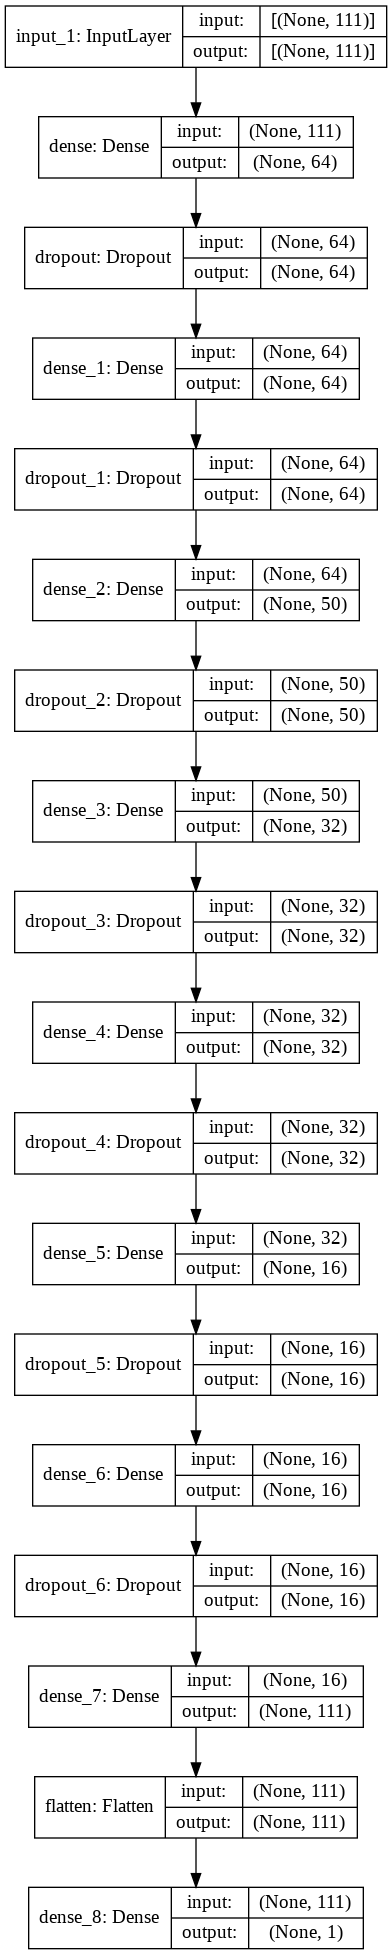 input_1: InputLayer
input: [(None, 111)]
output: [(None, 111)]
dense: Dense
input: (None, 111)
output: (None, 64)
dropout: Dropout
input: (None, 64)
output: (None, 64)
dense_1: Dense
input: (None, 64)
output: (None, 64)
dropout_1: Dropout
input: (None, 64)
output: (None, 64)
dense_2: Dense
input: (None, 64)
output: (None, 50)
dropout_2: Dropout
input: (None, 50)
output: (None, 50)
dense_3: Dense
input: (None, 50)
output: (None, 32)
dropout_3: Dropout
input: (None, 32)
output: (None, 32)
dense_4: Dense
input: (None, 32)
output: (None, 32)
dropout_4: Dropout
input: (None, 32)
output: (None, 32)
dense_5: Dense
input: (None, 32)
output: (None, 16)
dropout_5: Dropout
input: (None, 16)
output: (None, 16)
dense_6: Dense
input: (None, 16)
output: (None, 16)
dropout_6: Dropout
input: (None, 16)
output: (None, 16)
dense_7: Dense
input: (None, 16)
output: (None, 111)
flatten: Flatten
input: (None, 111)
output: (None, 111)
dense_8: Dense
input: (None, 111)
output: (None, 1)